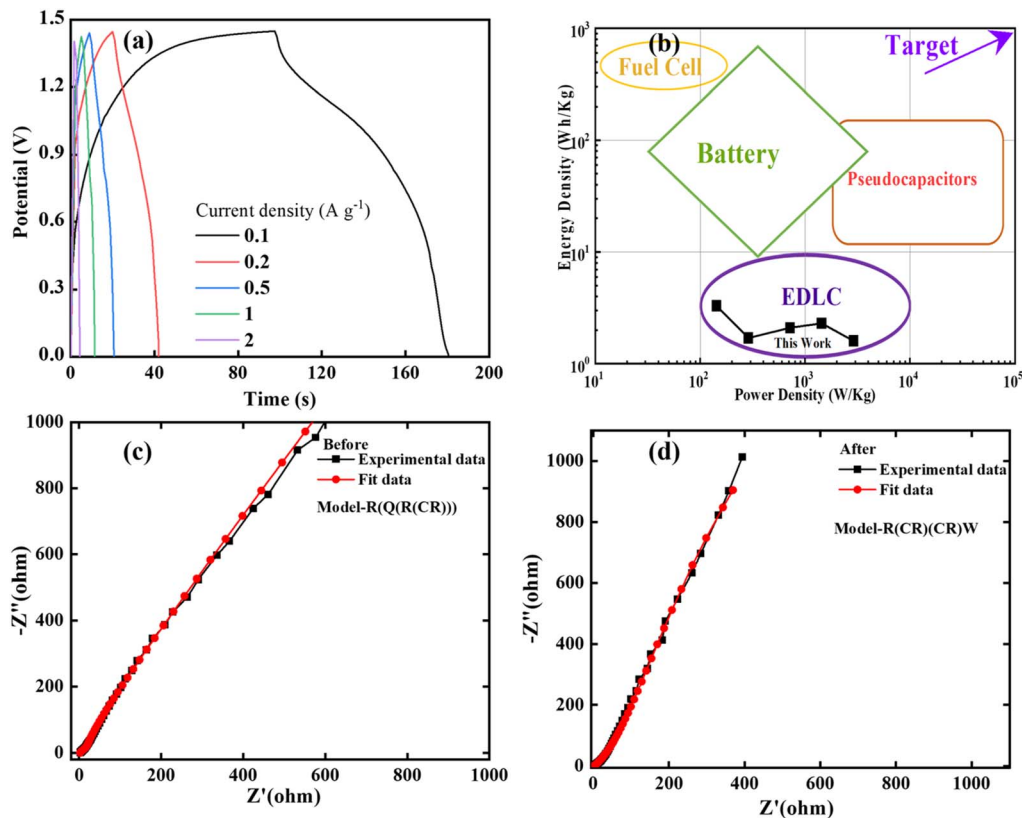 (a)
Potential (V)
1.5
1.2
0.9
0.6
0.3
0.0
Current density (A g⁻¹)
0.1
0.2
0.5
1
2
0 40 80 120 160 200
Time (s)
(b)
Energy Density (Wh/Kg)
10³
10²
10¹
10⁰
Fuel Cell
Target
Battery
Pseudocapacitors
EDLC
This Work
10¹ 10² 10³ 10⁴ 10⁵
Power Density (W/Kg)
(c)
-Z"(ohm)
1000
800
600
400
200
0
Before
Experimental data
Fit data
Model-R(Q(R(CR)))
0 200 400 600 800 1000
Z'(ohm)
(d)
-Z"(ohm)
1000
800
600
400
200
0
After
Experimental data
Fit data
Model-R(CR)(CR)W
0 200 400 600 800 1000
Z'(ohm)